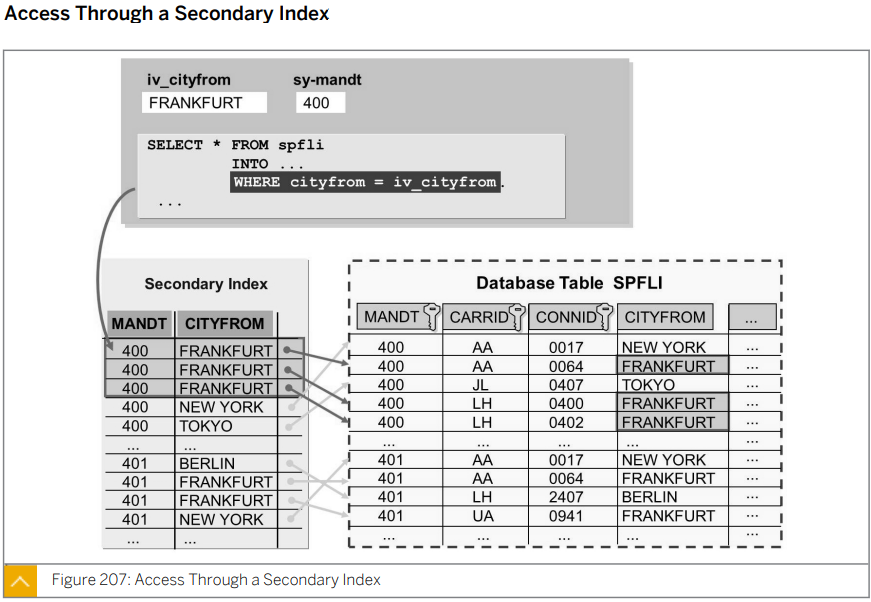 Access Through a Secondary Index
iv_cityfrom sy-mandt
FRANKFURT 400
SELECT * FROM spfli
INTO ...
WHERE cityfrom = iv_cityfrom.
...
Secondary Index
MANDT CITYFROM
400 FRANKFURT
400 FRANKFURT
400 FRANKFURT
400 NEW YORK
400 TOKYO
... ...
401 BERLIN
401 FRANKFURT
401 FRANKFURT
401 NEW YORK
... ...
Database Table SPFLI
MANDT CARRID CONNID CITYFROM ...
400 AA 0017 NEW YORK ...
400 AA 0064 FRANKFURT ...
400 JL 0407 TOKYO ...
400 LH 0400 FRANKFURT ...
400 LH 0402 FRANKFURT ...
... ... ... ... ...
401 AA 0017 NEW YORK ...
401 AA 0064 FRANKFURT ...
401 LH 2407 BERLIN ...
401 UA 0941 FRANKFURT ...
... ... ... ... ...
Figure 207: Access Through a Secondary Index